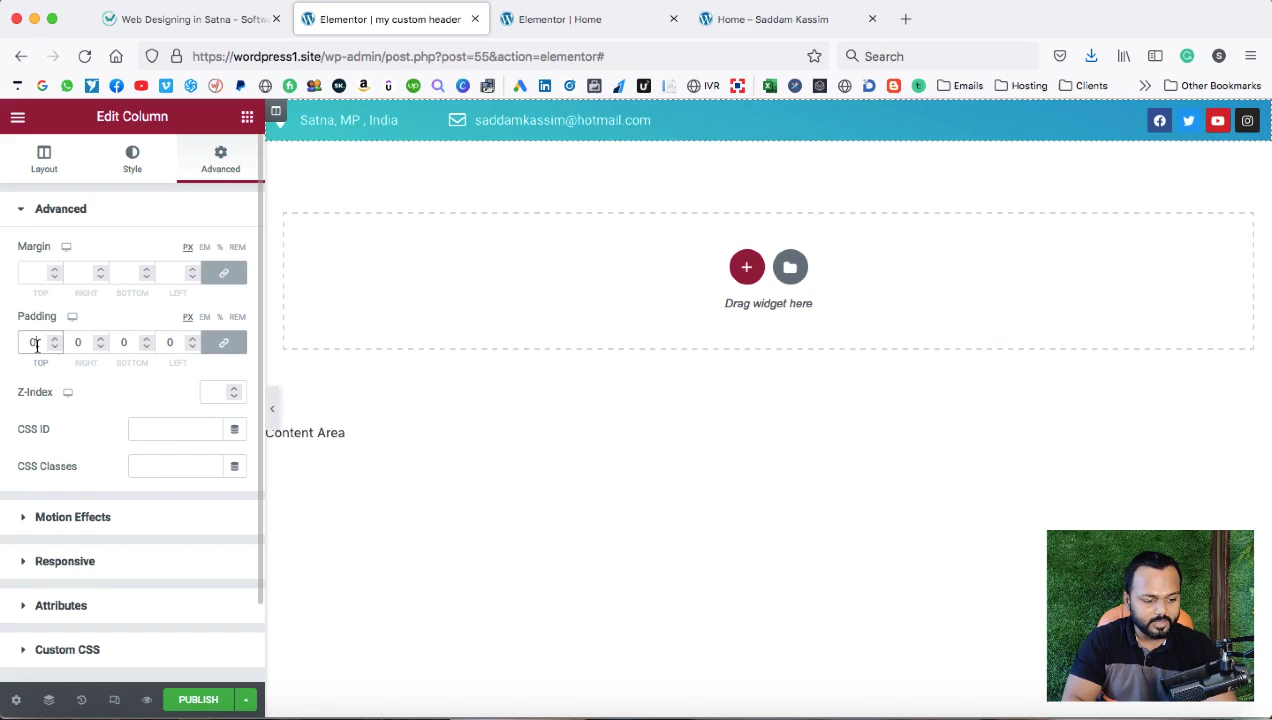 Web Designing in Satna - Softw
Elementor | my custom header
Elementor | Home
Home – Saddam Kassim
https://wordpress1.site/wp-admin/post.php?post=55&action=elementor#
Search
IVR
Emails
Hosting
Clients
Other Bookmarks
Edit Column
Satna, MP , India
saddamkassim@hotmail.com
Layout
Style
Advanced
Advanced
Margin
PX EM % REM
TOP RIGHT BOTTOM LEFT
Drag widget here
Padding
PX EM % REM
0 0 0 0
TOP RIGHT BOTTOM LEFT
Z-Index
CSS ID
Content Area
CSS Classes
Motion Effects
Responsive
Attributes
Custom CSS
PUBLISH